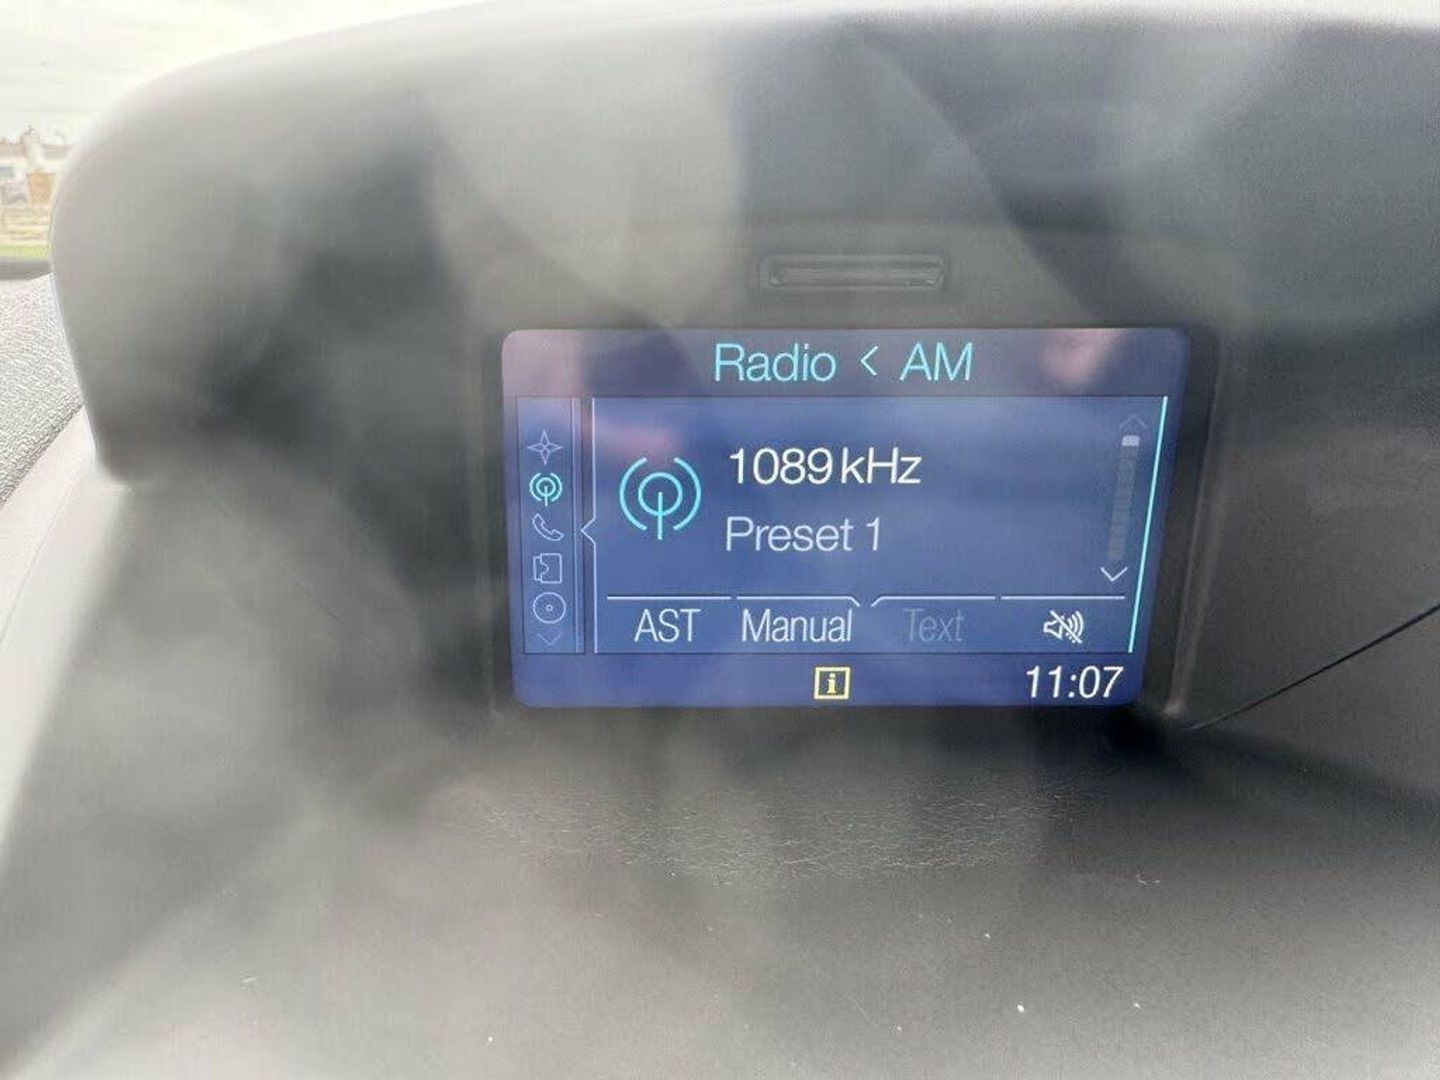 Radio < AM
1089 kHz
Preset 1
AST Manual Text
i 11:07